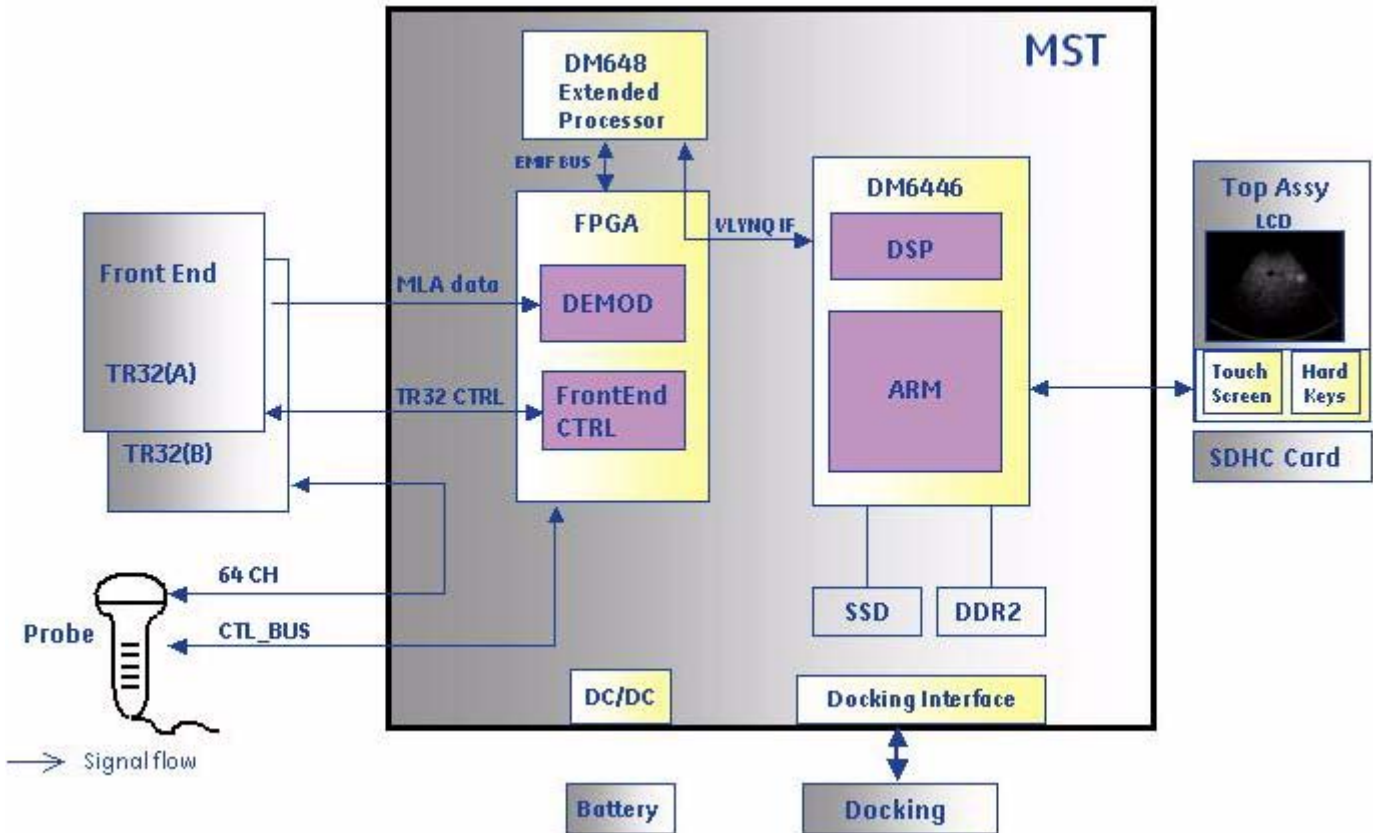 MST
DM648
Extended
Processor
EMIF BUS
DM6446
FPGA
VLYNQ IF
DSP
Top Assy
LCD
Front End
MLA data
DEMOD
TR32(A)
TR32 CTRL
FrontEnd
CTRL
ARM
Touch
Screen
Hard
Keys
TR32(B)
SDHC Card
64 CH
SSD
DDR2
Probe
CTL_BUS
DC/DC
Docking Interface
Signal flow
Battery
Docking